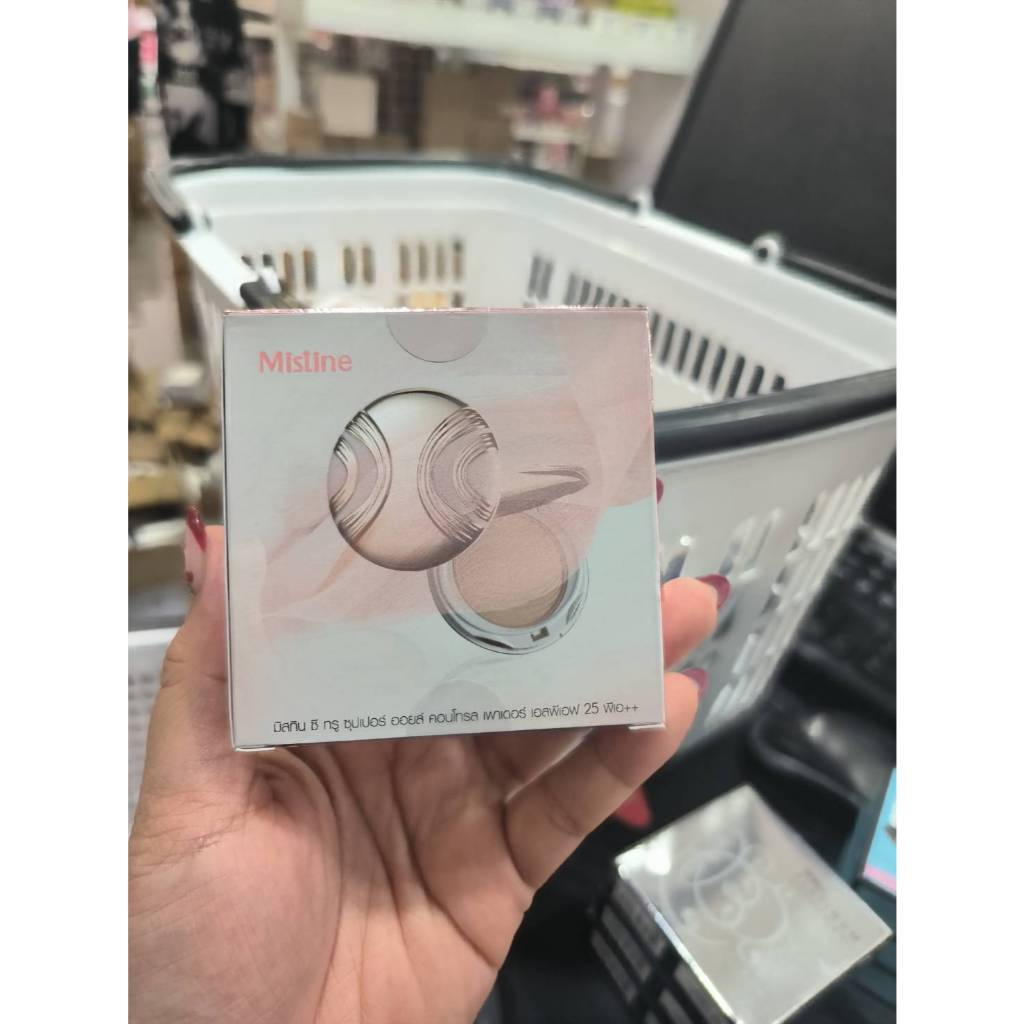 Mistine
มิสทิน ซี ทรู ซุปเปอร์ ออยล์ คอนโทรล เพาเดอร์ เอสพีเอฟ 25 พีเอ++